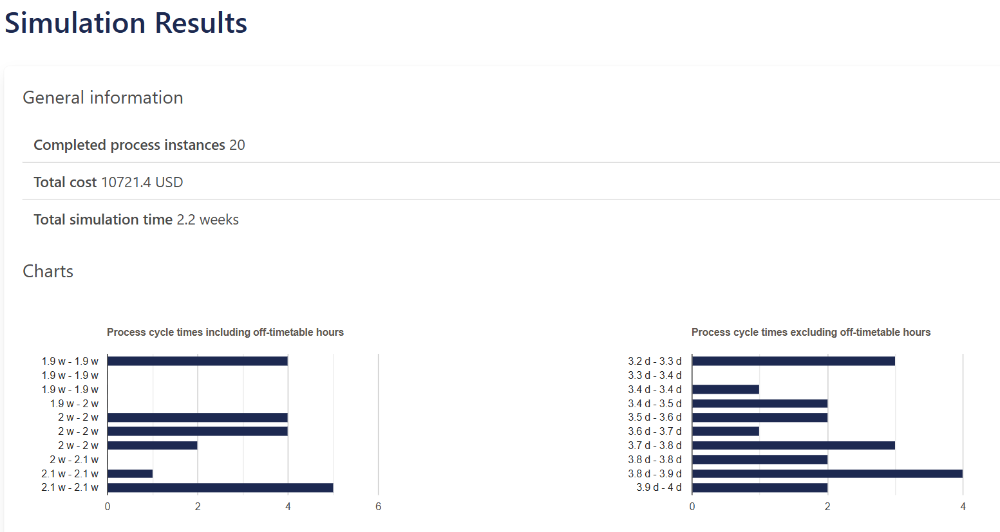 Simulation Results
General information
Completed process instances 20
Total cost 10721.4 USD
Total simulation time 2.2 weeks
Charts
Process cycle times including off-timetable hours
1.9 w - 1.9 w
1.9 w - 1.9 w
1.9 w - 1.9 w
1.9 w - 2 w
2 w - 2 w
2 w - 2 w
2 w - 2 w
2 w - 2.1 w
2.1 w - 2.1 w
2.1 w - 2.1 w
0 2 4 6
Process cycle times excluding off-timetable hours
3.2 d - 3.3 d
3.3 d - 3.4 d
3.4 d - 3.4 d
3.4 d - 3.5 d
3.5 d - 3.6 d
3.6 d - 3.7 d
3.7 d - 3.8 d
3.8 d - 3.8 d
3.8 d - 3.9 d
3.9 d - 4 d
0 2 4